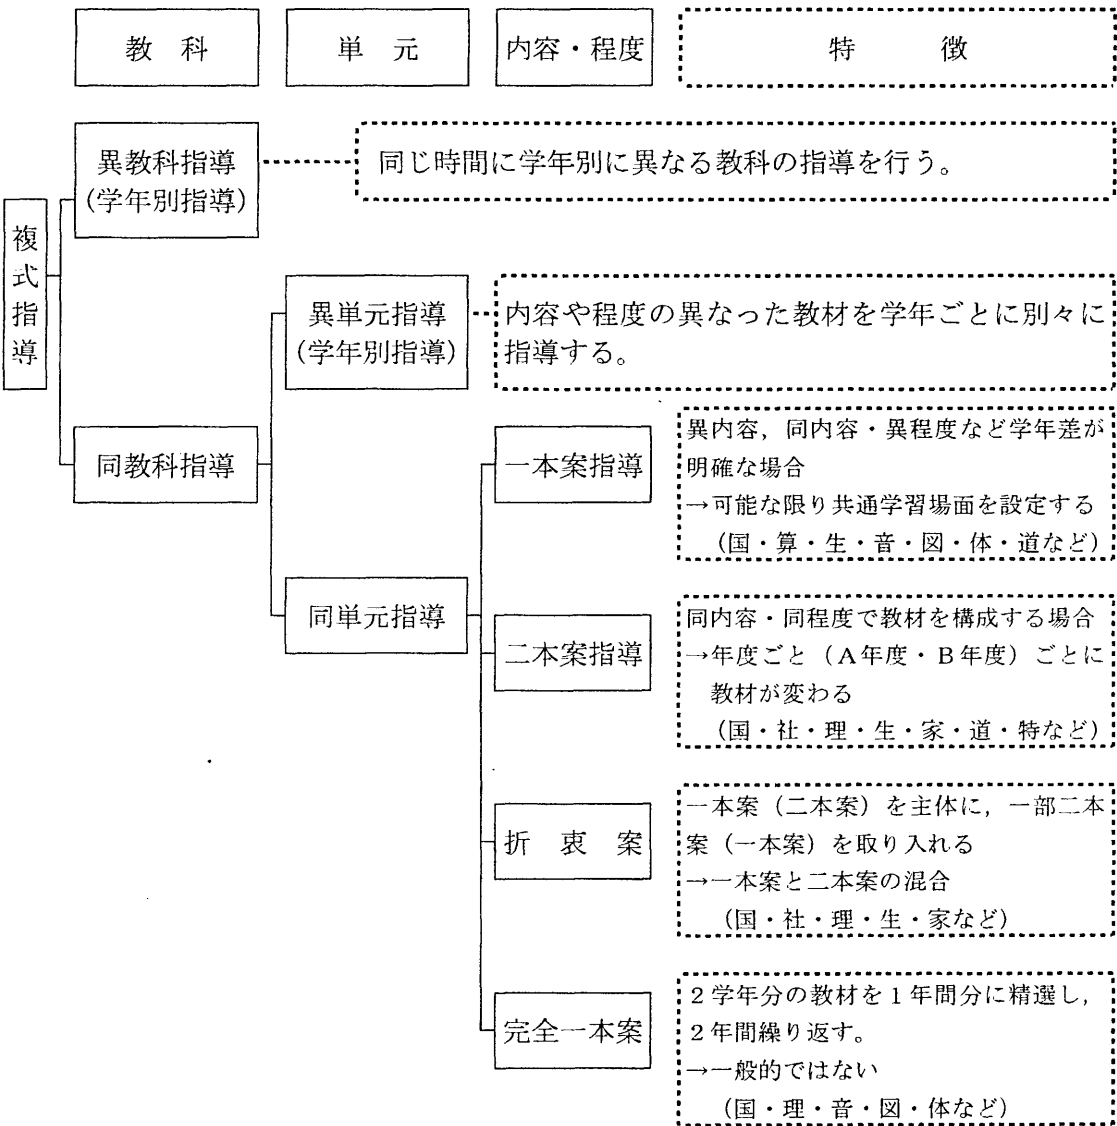 教　科
単　元
内容・程度
特　　　徴
複式指導
異教科指導
(学年別指導)
同じ時間に学年別に異なる教科の指導を行う。
異単元指導
(学年別指導)
内容や程度の異なった教材を学年ごとに別々に
指導する。
同教科指導
同単元指導
一本案指導
異内容，同内容・異程度など学年差が
明確な場合
→可能な限り共通学習場面を設定する
（国・算・生・音・図・体・道など）
二本案指導
同内容・同程度で教材を構成する場合
→年度ごと（A年度・B年度）ごとに
教材が変わる
（国・社・理・生・家・道・特など）
折　衷　案
一本案（二本案）を主体に，一部二本
案（一本案）を取り入れる
→一本案と二本案の混合
（国・社・理・生・家など）
完全一本案
２学年分の教材を１年間分に精選し，
２年間繰り返す。
→一般的ではない
（国・理・音・図・体など）